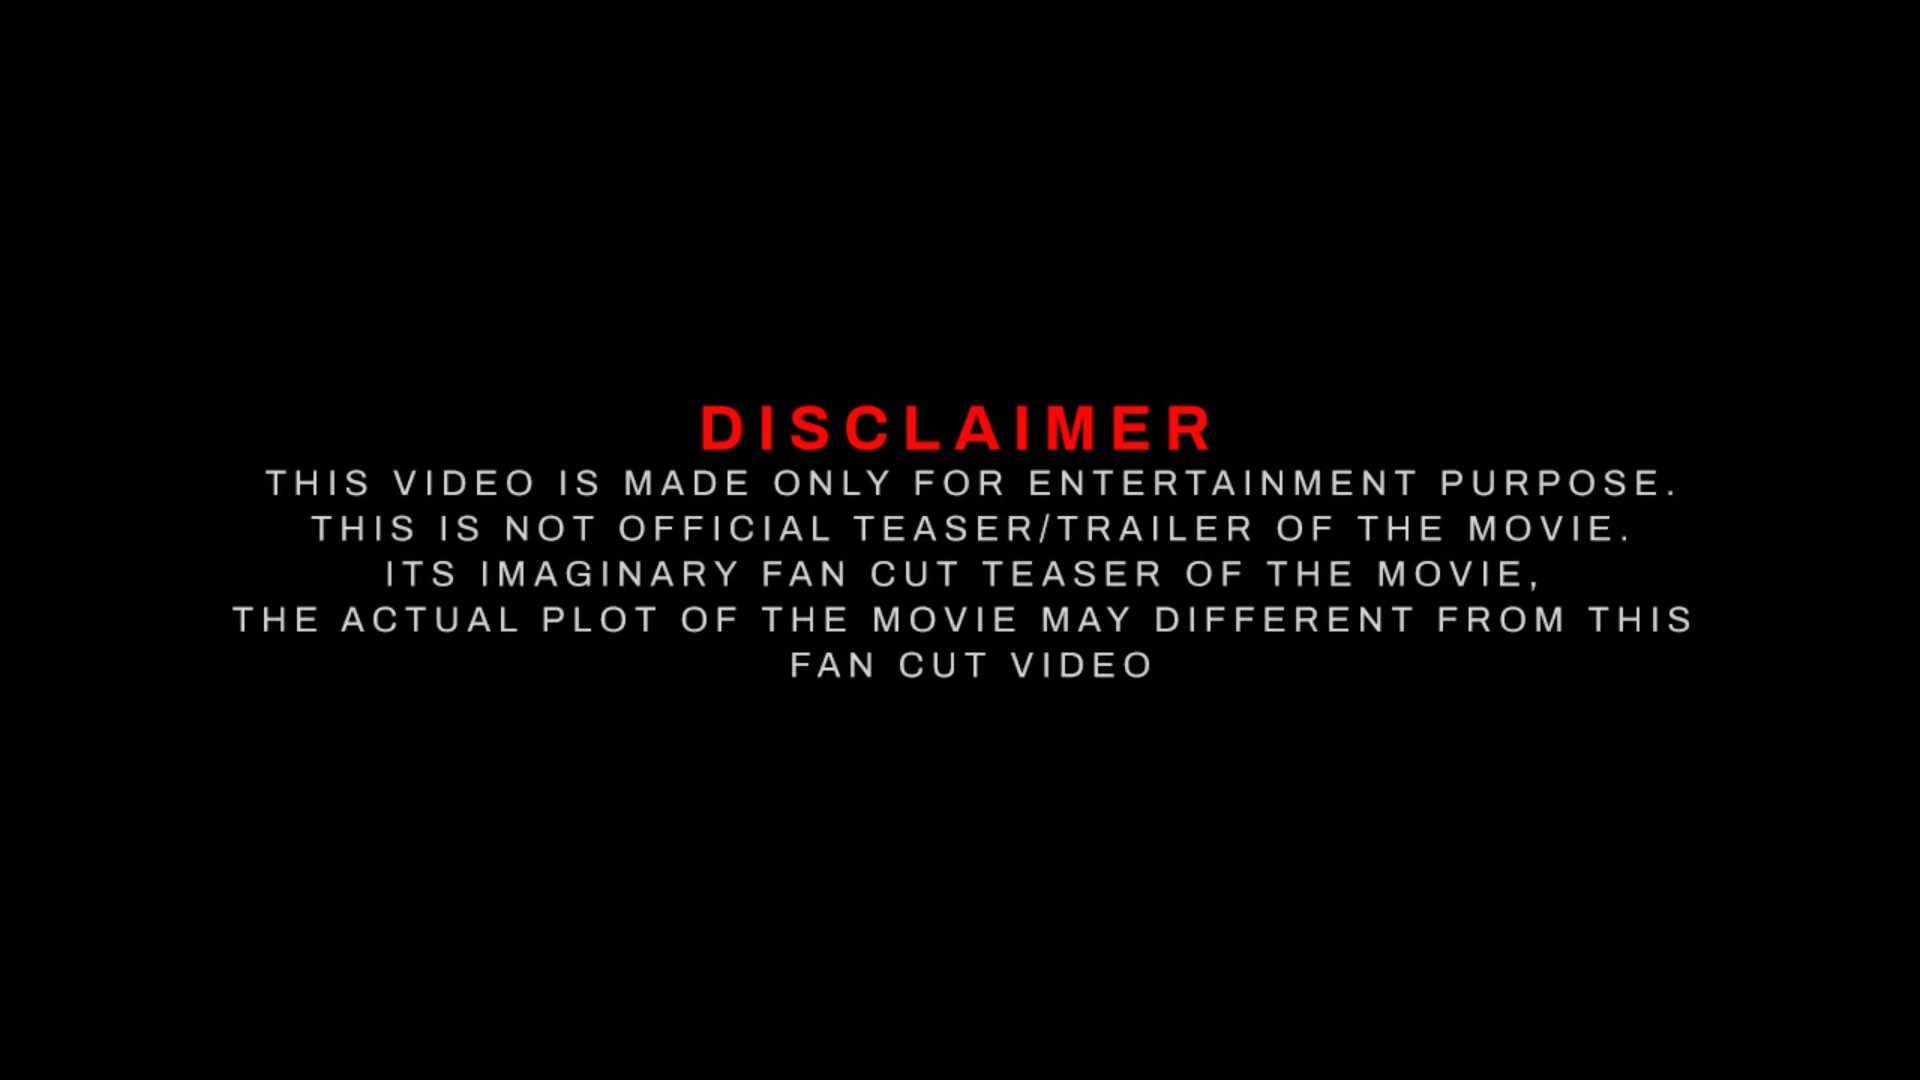 DISCLAIMER
THIS VIDEO IS MADE ONLY FOR ENTERTAINMENT PURPOSE.
THIS IS NOT OFFICIAL TEASER/TRAILER OF THE MOVIE.
ITS IMAGINARY FAN CUT TEASER OF THE MOVIE,
THE ACTUAL PLOT OF THE MOVIE MAY DIFFERENT FROM THIS
FAN CUT VIDEO